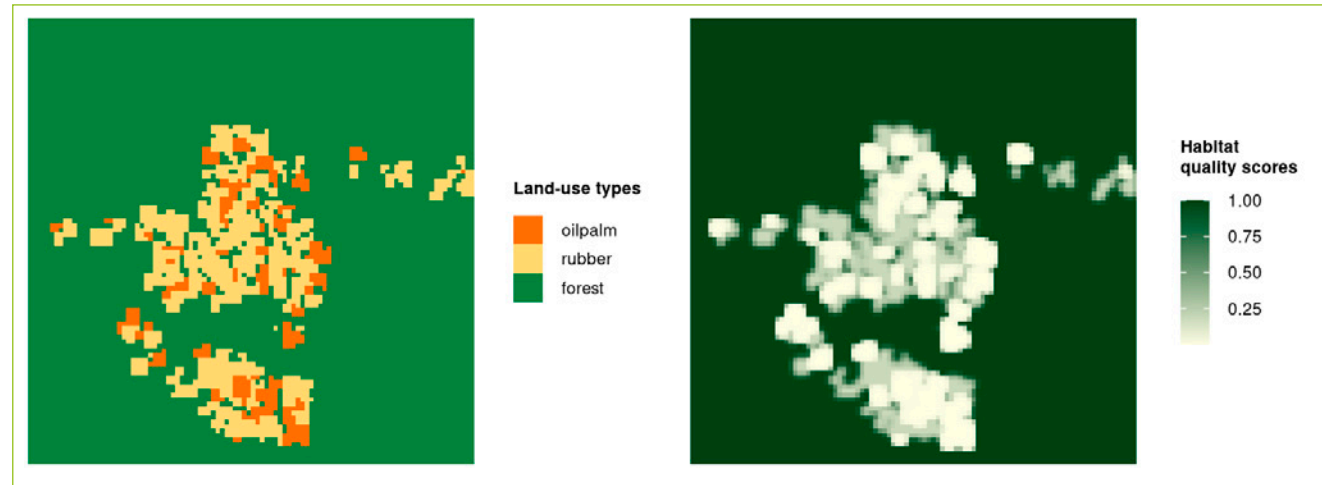 Land-use types
oilpalm
rubber
forest
Habitat
quality scores
1.00
0.75
0.50
0.25